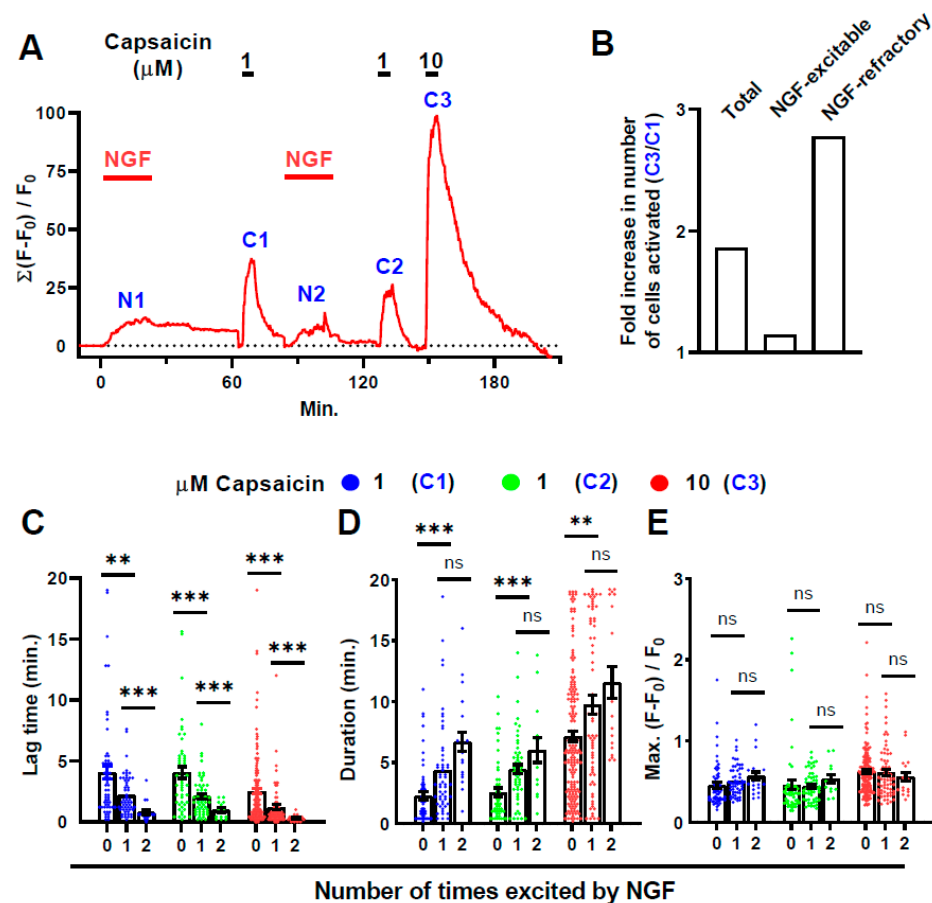 A
Capsaicin
(μM)
1 1 10
C3
100
75
50
25
0
Σ(F-F0) / F0
NGF NGF
C1
N1 N2 C2
0 60 120 180
Min.
B
Total
NGF-excitable
NGF-refractory
Fold increase in number
of cells activated (C3/C1)
3
2
1
μM Capsaicin 1 (C1) 1 (C2) 10 (C3)
C
Lag time (min.)
20
15
10
5
0
** *** ***
*** *** ***
0 1 2 0 1 2 0 1 2
D
Duration (min.)
20
15
10
5
0
*** *** **
ns ns ns
0 1 2 0 1 2 0 1 2
E
Max. (F-F0) / F0
3
2
1
0
ns ns ns
ns ns ns
0 1 2 0 1 2 0 1 2
Number of times excited by NGF